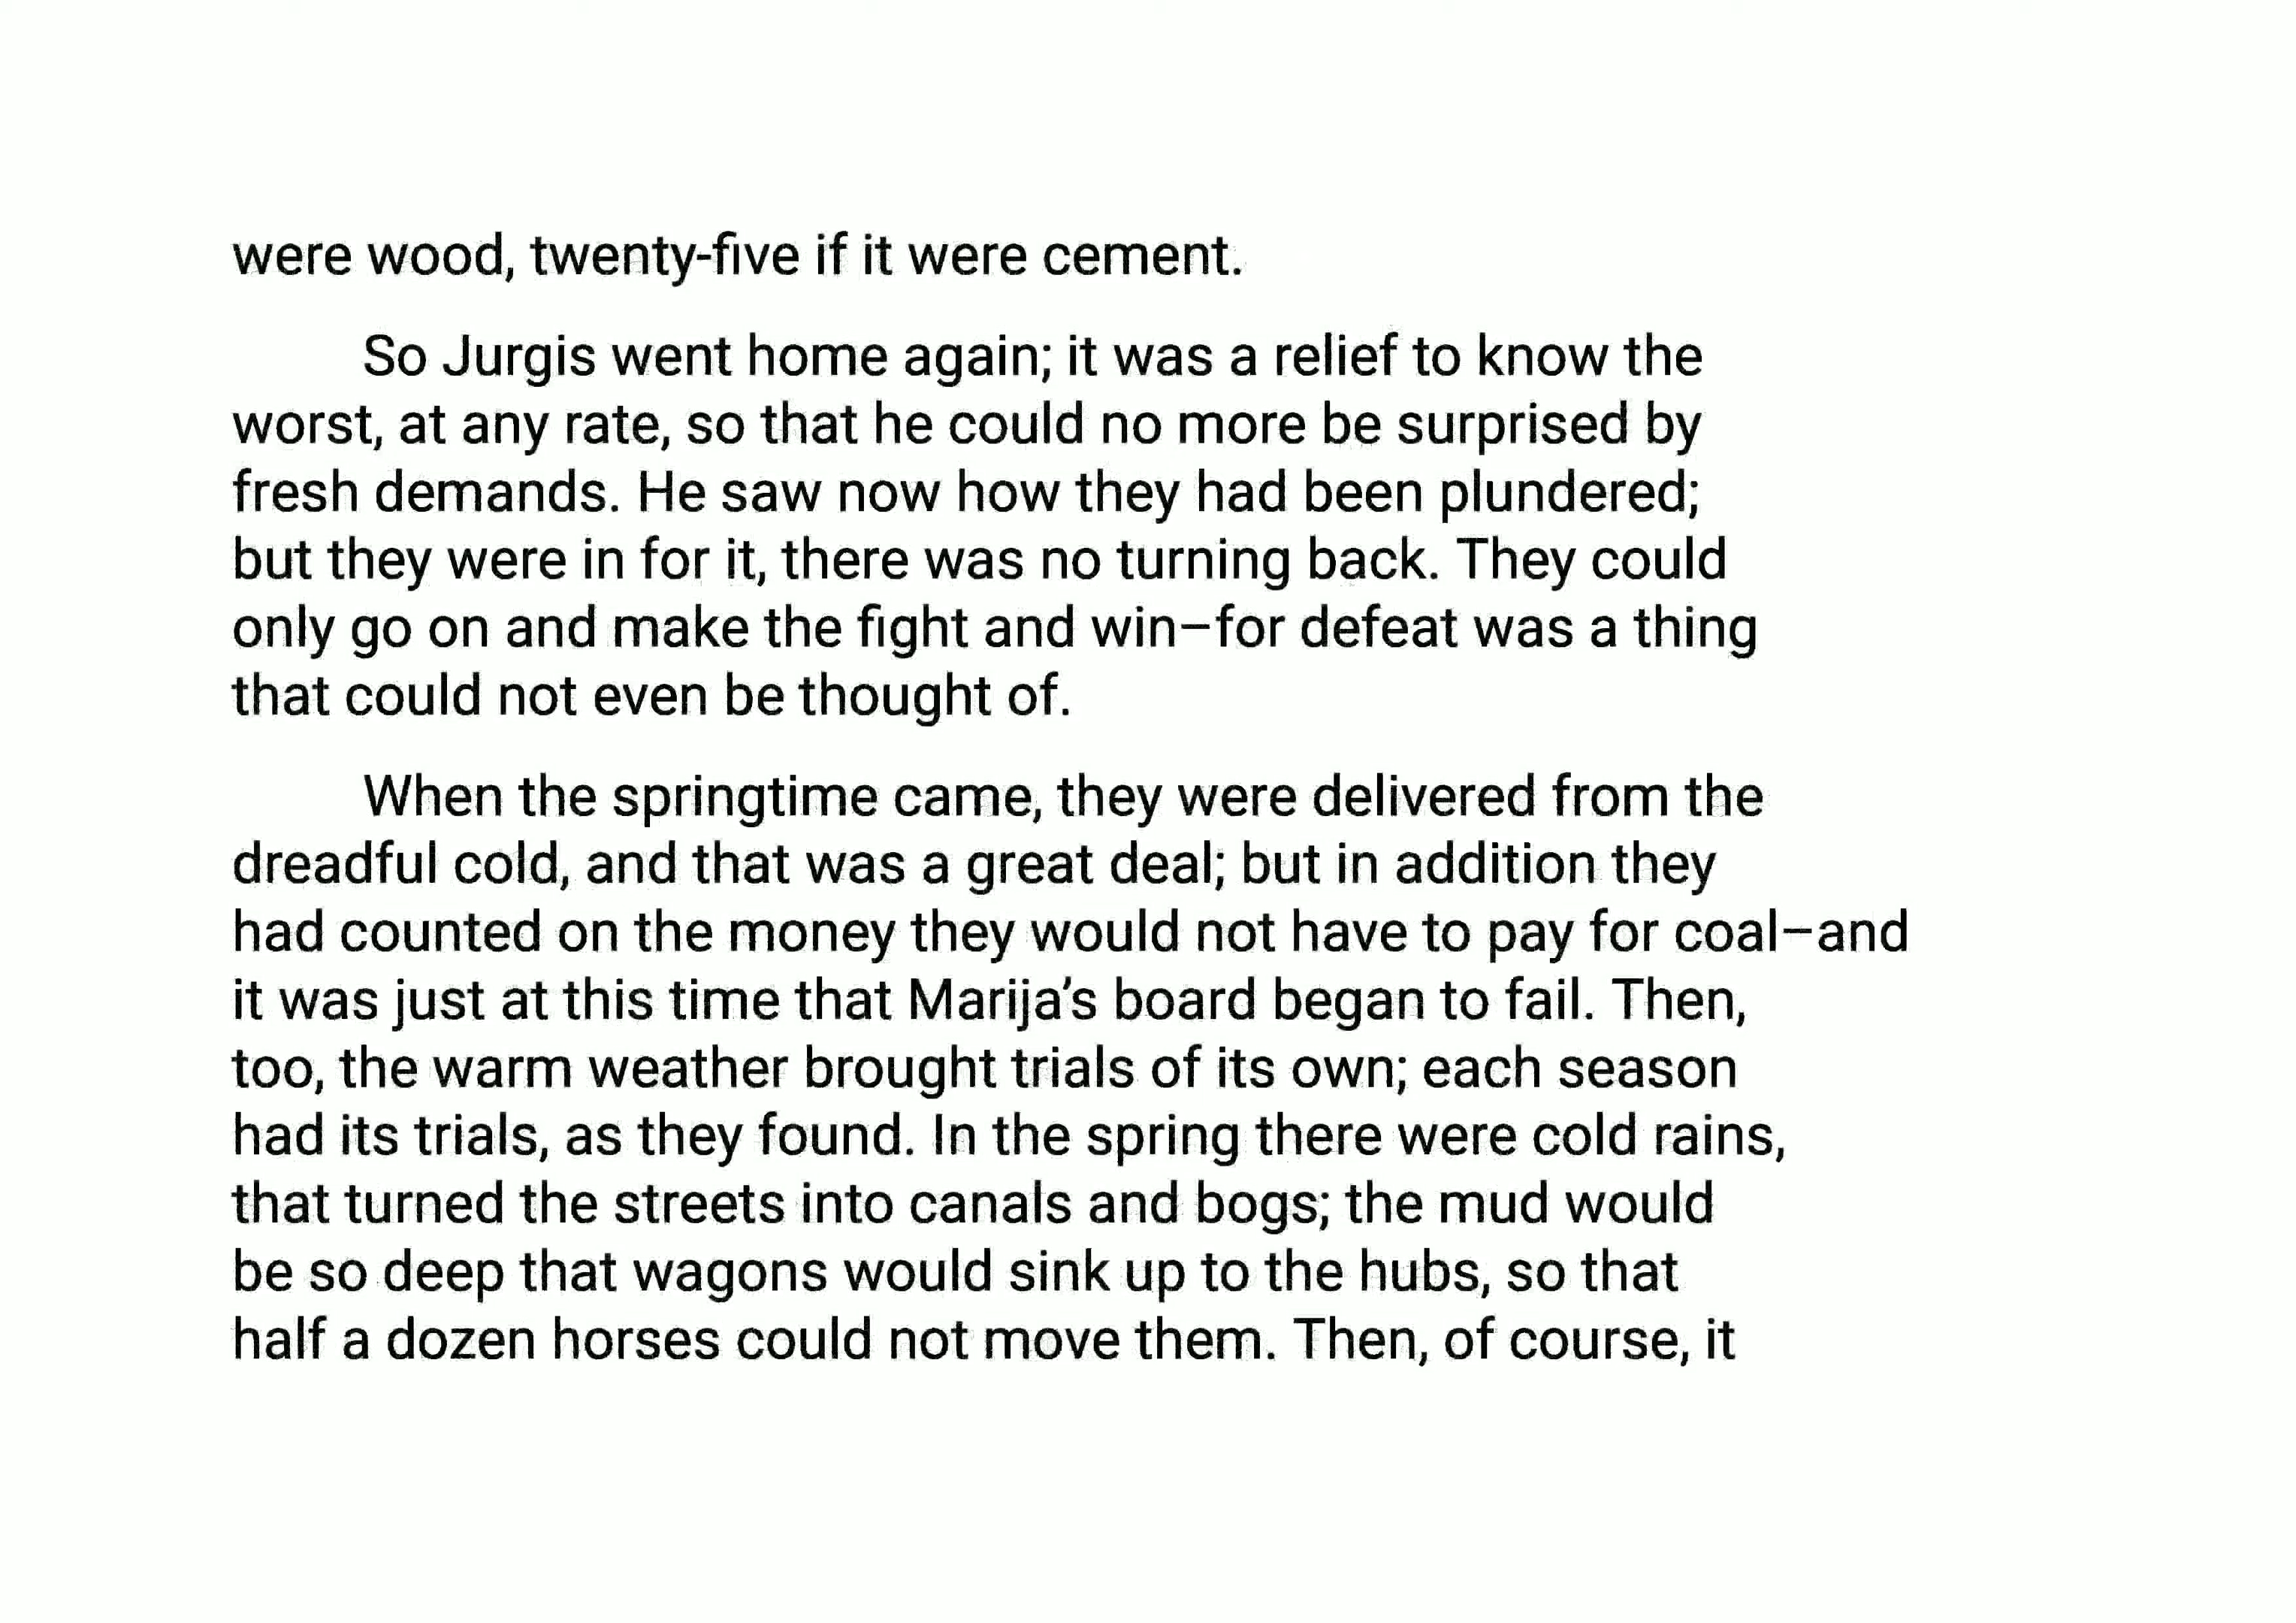 were wood, twenty-five if it were cement.
So Jurgis went home again; it was a relief to know the
worst, at any rate, so that he could no more be surprised by
fresh demands. He saw now how they had been plundered;
but they were in for it, there was no turning back. They could
only go on and make the fight and win—for defeat was a thing
that could not even be thought of.
When the springtime came, they were delivered from the
dreadful cold, and that was a great deal; but in addition they
had counted on the money they would not have to pay for coal—and
it was just at this time that Marija’s board began to fail. Then,
too, the warm weather brought trials of its own; each season
had its trials, as they found. In the spring there were cold rains,
that turned the streets into canals and bogs; the mud would
be so deep that wagons would sink up to the hubs, so that
half a dozen horses could not move them. Then, of course, it